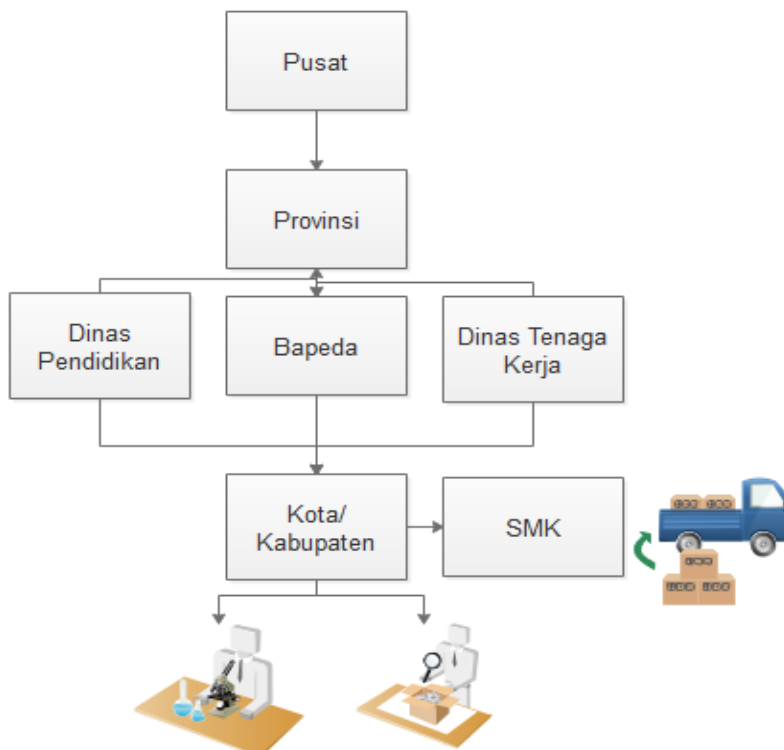 Pusat
Provinsi
Dinas
Pendidikan
Bapeda
Dinas Tenaga
Kerja
Kota/
Kabupaten
SMK